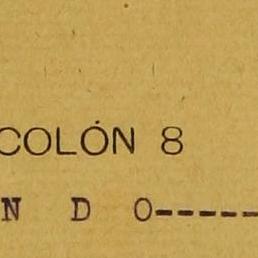 COLÓN 8
N D O------